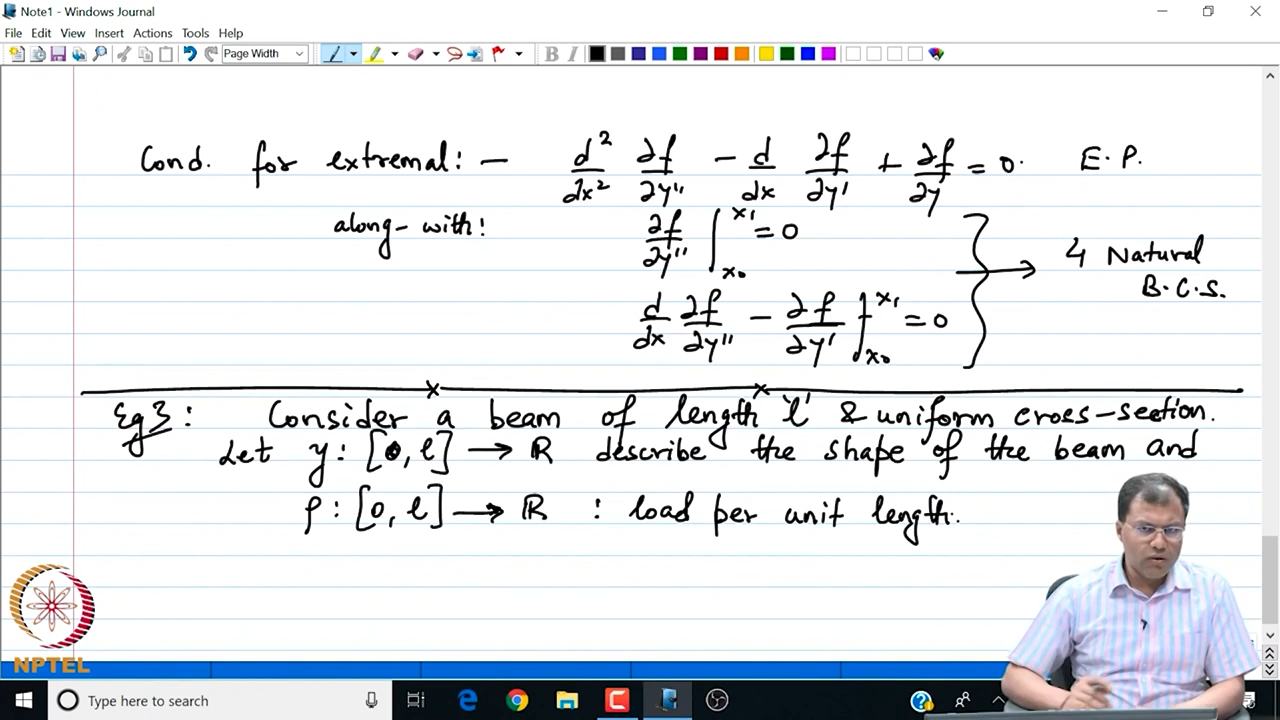 Note1 - Windows Journal
File Edit View Insert Actions Tools Help
Page Width
B I
Cond. for extremal: — d²/dx² ∂f/∂y'' - d/dx ∂f/∂y' + ∂f/∂y = 0. E.P.
along-with: ∂f/∂y'' |_{x₀}^{x₁} = 0
4 Natural
B.C.S.
d/dx ∂f/∂y'' - ∂f/∂y' |_{x₀}^{x₁} = 0
Eg 3: Consider a beam of length 'l' & uniform cross-section.
Let y: [0, l] → ℝ describe the shape of the beam and
ρ: [0, l] → ℝ : load per unit length.
NPTEL
Type here to search